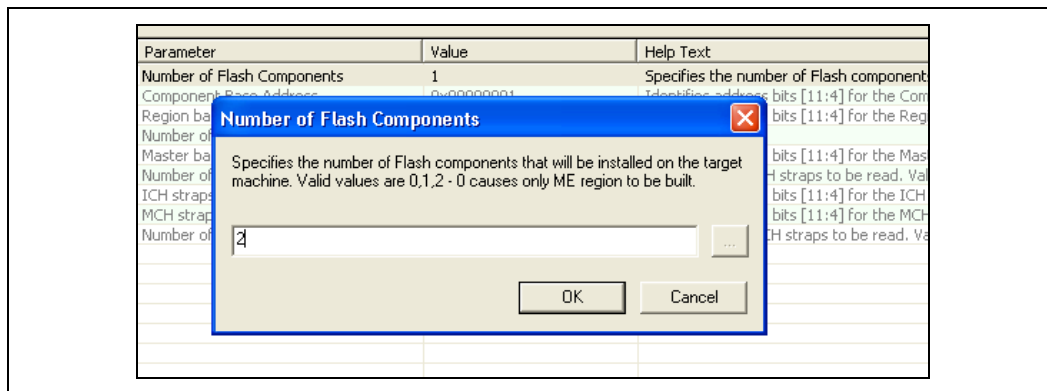 Parameter Value Help Text
Number of Flash Components 1 Specifies the number of Flash component
Component Base Address 0x00000001 Identifies address bits [11:4] for the Com
Region ba bits [11:4] for the Reg
Number of
Master ba bits [11:4] for the Mas
Number of H straps to be read. Val
ICH straps bits [11:4] for the ICH
MCH strap bits [11:4] for the MCH
Number of CH straps to be read. Va
Number of Flash Components
Specifies the number of Flash components that will be installed on the target
machine. Valid values are 0,1,2 - 0 causes only ME region to be built.
2
...
OK Cancel